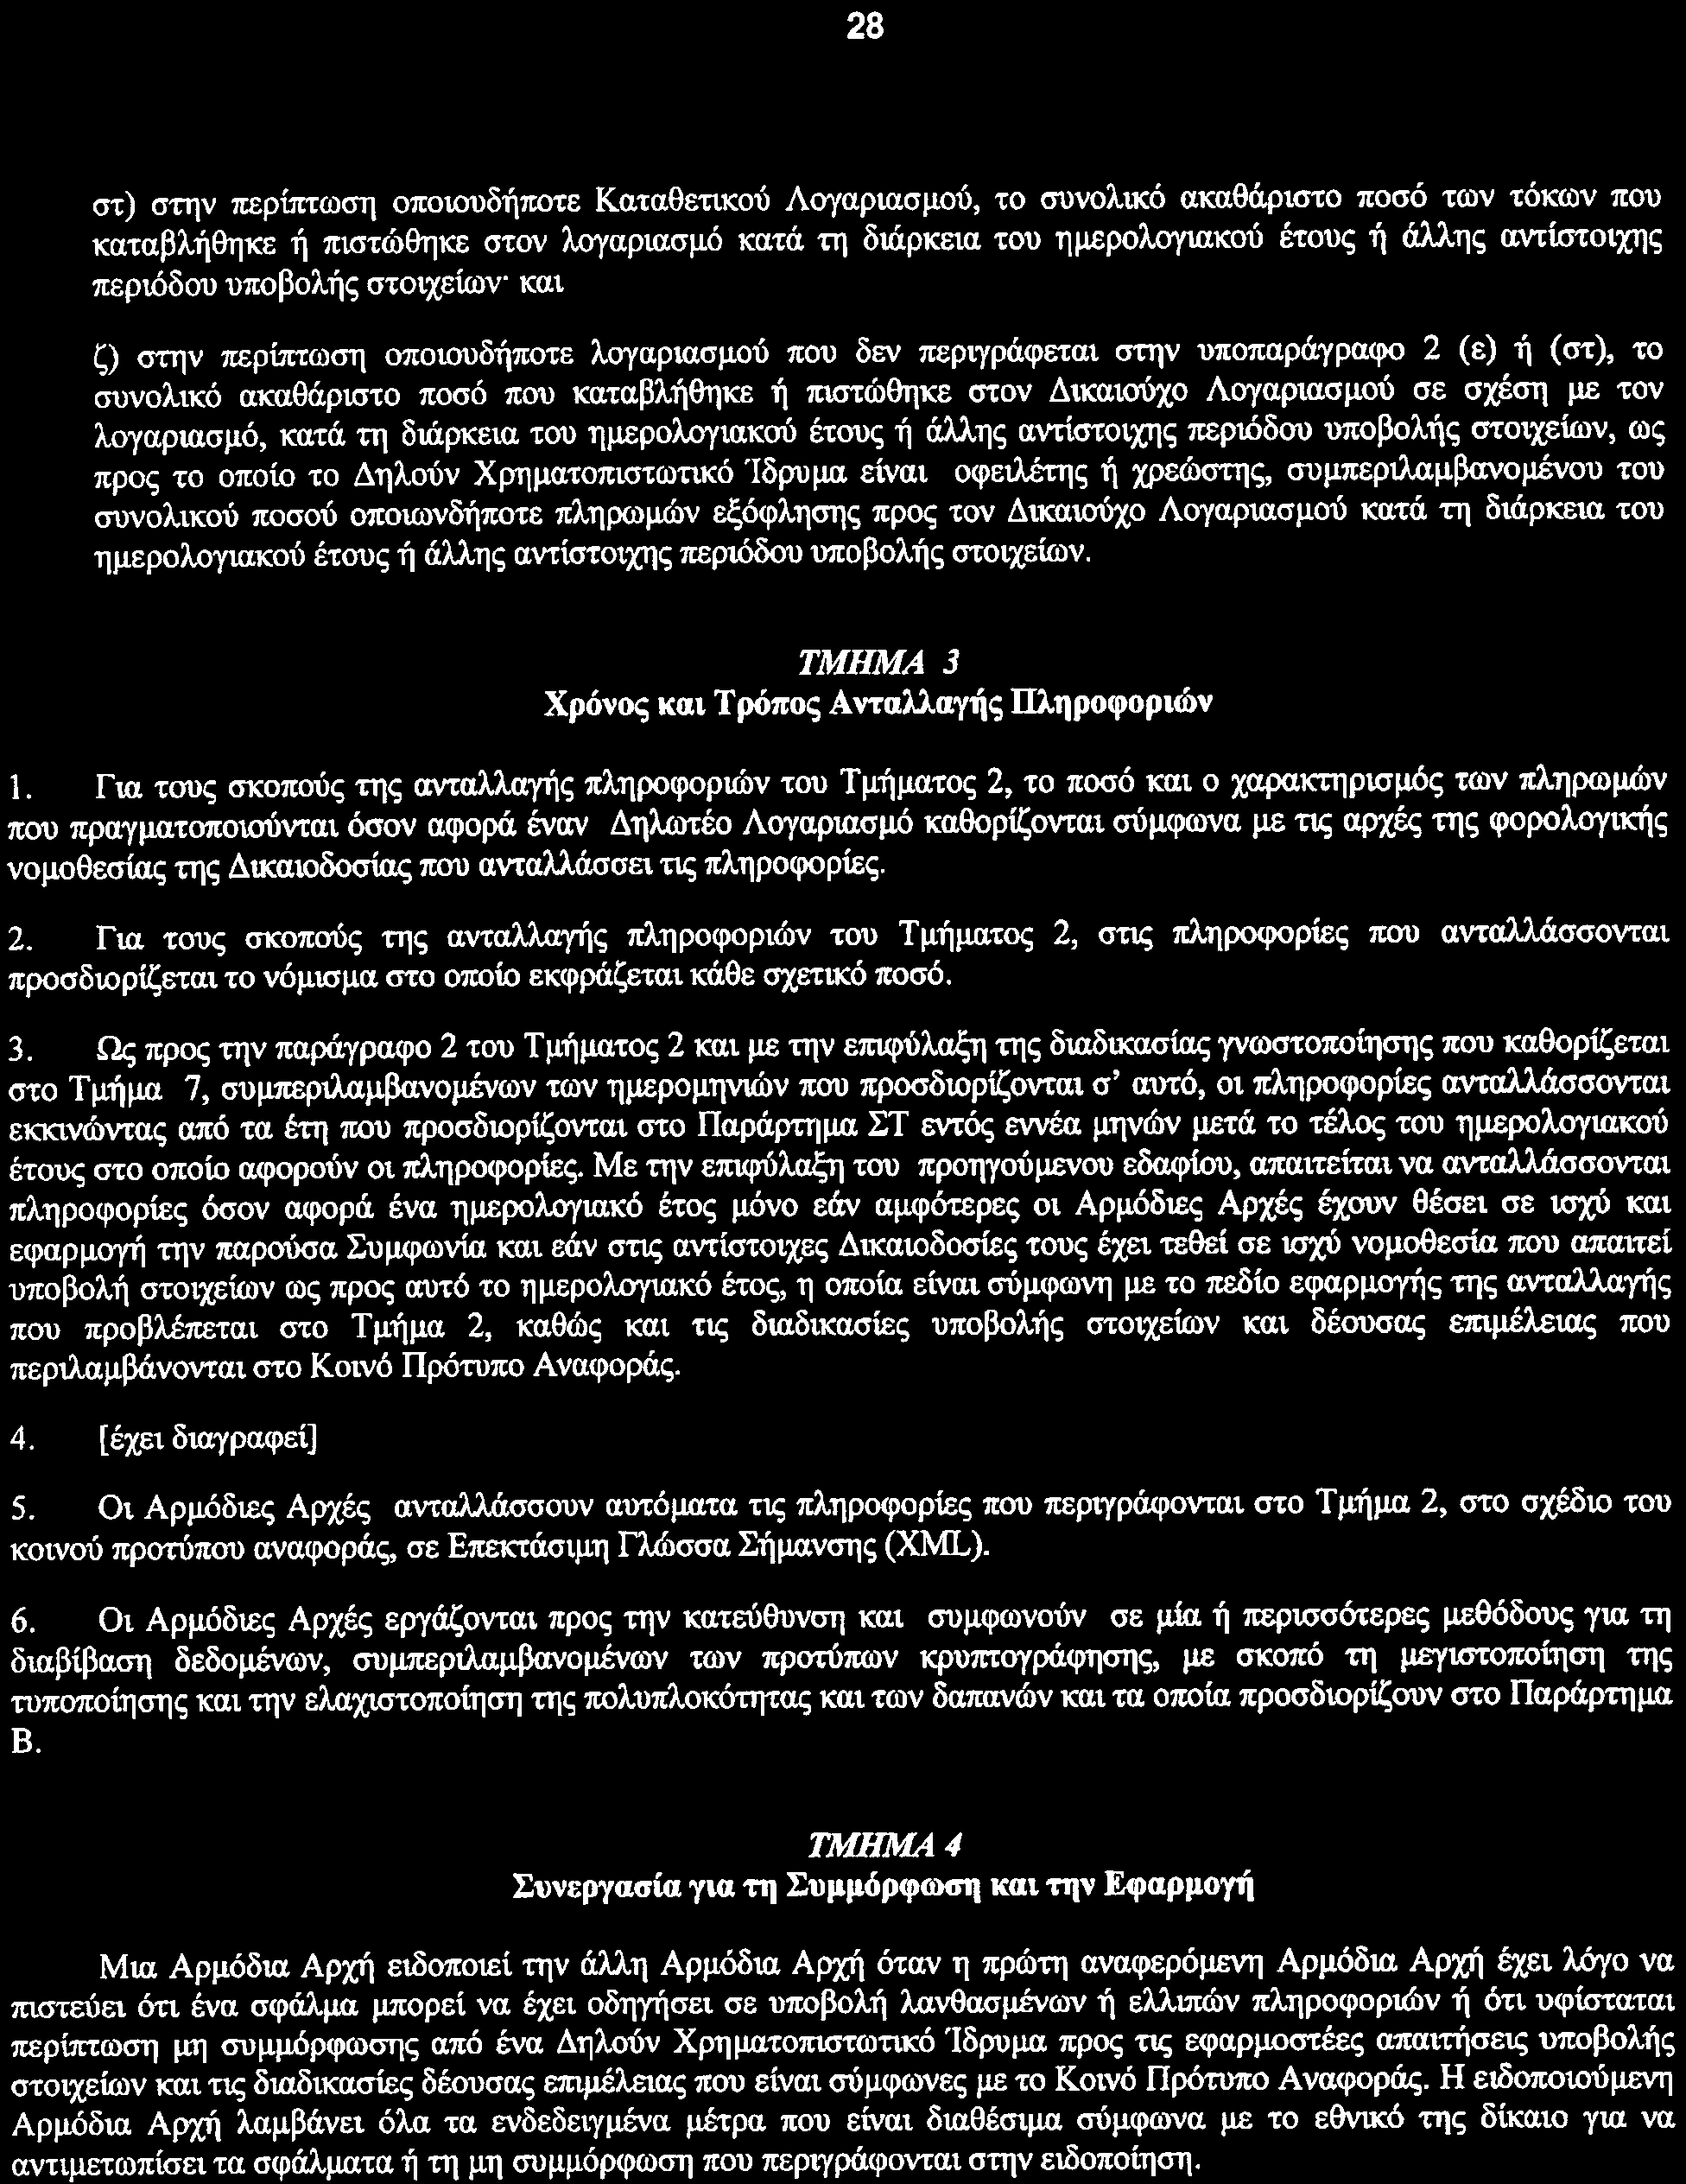 28
στ) στην περίπτωση οποιουδήποτε Καταθετικού Λογαριασμού, το συνολικό ακαθάριστο ποσό των τόκων που
καταβλήθηκε ή πιστώθηκε στον λογαριασμό κατά τη διάρκεια του ημερολογιακού έτους ή άλλης αντίστοιχης
περιόδου υποβολής στοιχείων· και
ζ) στην περίπτωση οποιουδήποτε λογαριασμού που δεν περιγράφεται στην υποπαράγραφο 2 (ε) ή (στ), το
συνολικό ακαθάριστο ποσό που καταβλήθηκε ή πιστώθηκε στον Δικαιούχο Λογαριασμού σε σχέση με τον
λογαριασμό, κατά τη διάρκεια του ημερολογιακού έτους ή άλλης αντίστοιχης περιόδου υποβολής στοιχείων, ως
προς το οποίο το Δηλούν Χρηματοπιστωτικό Ίδρυμα είναι οφειλέτης ή χρεώστης, συμπεριλαμβανομένου του
συνολικού ποσού οποιωνδήποτε πληρωμών εξόφλησης προς τον Δικαιούχο Λογαριασμού κατά τη διάρκεια του
ημερολογιακού έτους ή άλλης αντίστοιχης περιόδου υποβολής στοιχείων.
ΤΜΗΜΑ 3
Χρόνος και Τρόπος Ανταλλαγής Πληροφοριών
1. Για τους σκοπούς της ανταλλαγής πληροφοριών του Τμήματος 2, το ποσό και ο χαρακτηρισμός των πληρωμών
που πραγματοποιούνται όσον αφορά έναν Δηλωτέο Λογαριασμό καθορίζονται σύμφωνα με τις αρχές της φορολογικής
νομοθεσίας της Δικαιοδοσίας που ανταλλάσσει τις πληροφορίες.
2. Για τους σκοπούς της ανταλλαγής πληροφοριών του Τμήματος 2, στις πληροφορίες που ανταλλάσσονται
προσδιορίζεται το νόμισμα στο οποίο εκφράζεται κάθε σχετικό ποσό.
3. Ως προς την παράγραφο 2 του Τμήματος 2 και με την επιφύλαξη της διαδικασίας γνωστοποίησης που καθορίζεται
στο Τμήμα 7, συμπεριλαμβανομένων των ημερομηνιών που προσδιορίζονται σ' αυτό, οι πληροφορίες ανταλλάσσονται
εκκινώντας από τα έτη που προσδιορίζονται στο Παράρτημα ΣΤ εντός εννέα μηνών μετά το τέλος του ημερολογιακού
έτους στο οποίο αφορούν οι πληροφορίες. Με την επιφύλαξη του προηγούμενου εδαφίου, απαιτείται να ανταλλάσσονται
πληροφορίες όσον αφορά ένα ημερολογιακό έτος μόνο εάν αμφότερες οι Αρμόδιες Αρχές έχουν θέσει σε ισχύ και
εφαρμογή την παρούσα Συμφωνία και εάν στις αντίστοιχες Δικαιοδοσίες τους έχει τεθεί σε ισχύ νομοθεσία που απαιτεί
υποβολή στοιχείων ως προς αυτό το ημερολογιακό έτος, η οποία είναι σύμφωνη με το πεδίο εφαρμογής της ανταλλαγής
που προβλέπεται στο Τμήμα 2, καθώς και τις διαδικασίες υποβολής στοιχείων και δέουσας επιμέλειας που
περιλαμβάνονται στο Κοινό Πρότυπο Αναφοράς.
4. [έχει διαγραφεί]
5. Οι Αρμόδιες Αρχές ανταλλάσσουν αυτόματα τις πληροφορίες που περιγράφονται στο Τμήμα 2, στο σχέδιο του
κοινού προτύπου αναφοράς, σε Επεκτάσιμη Γλώσσα Σήμανσης (XML).
6. Οι Αρμόδιες Αρχές εργάζονται προς την κατεύθυνση και συμφωνούν σε μία ή περισσότερες μεθόδους για τη
διαβίβαση δεδομένων, συμπεριλαμβανομένων των προτύπων κρυπτογράφησης, με σκοπό τη μεγιστοποίηση της
τυποποίησης και την ελαχιστοποίηση της πολυπλοκότητας και των δαπανών και τα οποία προσδιορίζουν στο Παράρτημα
Β.
ΤΜΗΜΑ 4
Συνεργασία για τη Συμμόρφωση και την Εφαρμογή
Μια Αρμόδια Αρχή ειδοποιεί την άλλη Αρμόδια Αρχή όταν η πρώτη αναφερόμενη Αρμόδια Αρχή έχει λόγο να
πιστεύει ότι ένα σφάλμα μπορεί να έχει οδηγήσει σε υποβολή λανθασμένων ή ελλιπών πληροφοριών ή ότι υφίσταται
περίπτωση μη συμμόρφωσης από ένα Δηλούν Χρηματοπιστωτικό Ίδρυμα προς τις εφαρμοστέες απαιτήσεις υποβολής
στοιχείων και τις διαδικασίες δέουσας επιμέλειας που είναι σύμφωνες με το Κοινό Πρότυπο Αναφοράς. Η ειδοποιούμενη
Αρμόδια Αρχή λαμβάνει όλα τα ενδεδειγμένα μέτρα που είναι διαθέσιμα σύμφωνα με το εθνικό της δίκαιο για να
αντιμετωπίσει τα σφάλματα ή τη μη συμμόρφωση που περιγράφονται στην ειδοποίηση.